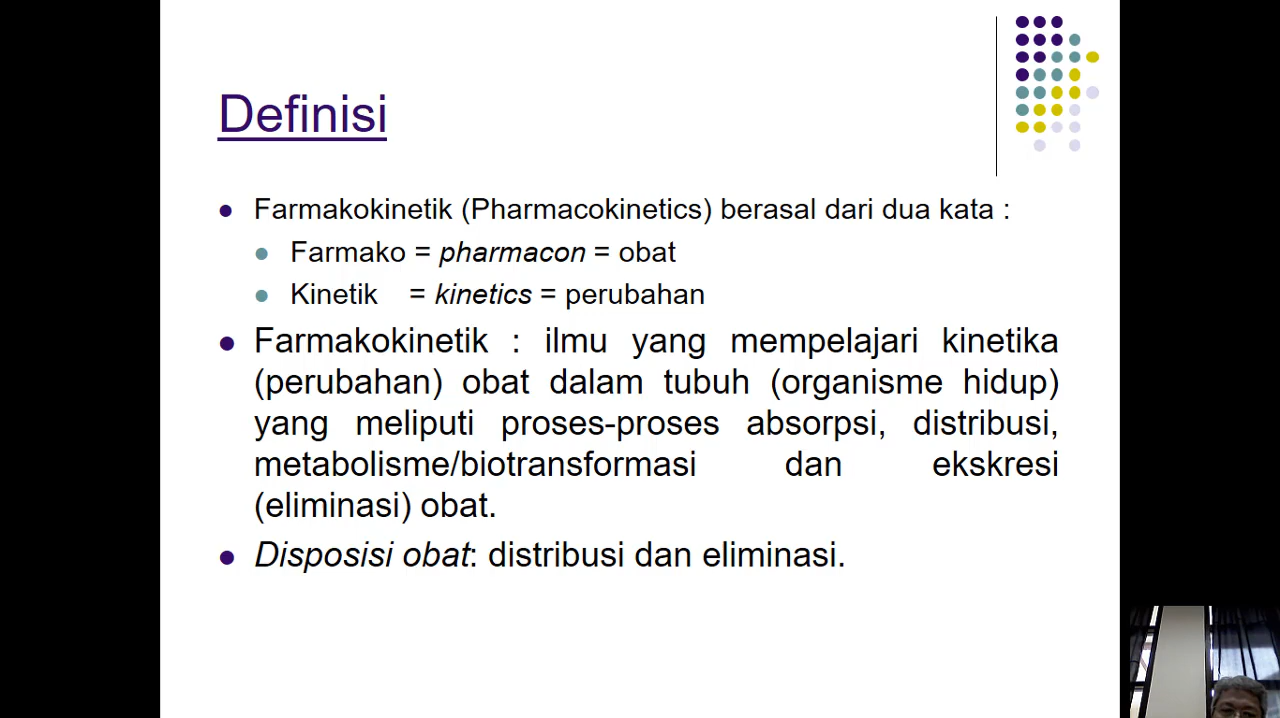 Definisi
Farmakokinetik (Pharmacokinetics) berasal dari dua kata :
Farmako = pharmacon = obat
Kinetik = kinetics = perubahan
Farmakokinetik : ilmu yang mempelajari kinetika
(perubahan) obat dalam tubuh (organisme hidup)
yang meliputi proses-proses absorpsi, distribusi,
metabolisme/biotransformasi dan ekskresi
(eliminasi) obat.
Disposisi obat: distribusi dan eliminasi.